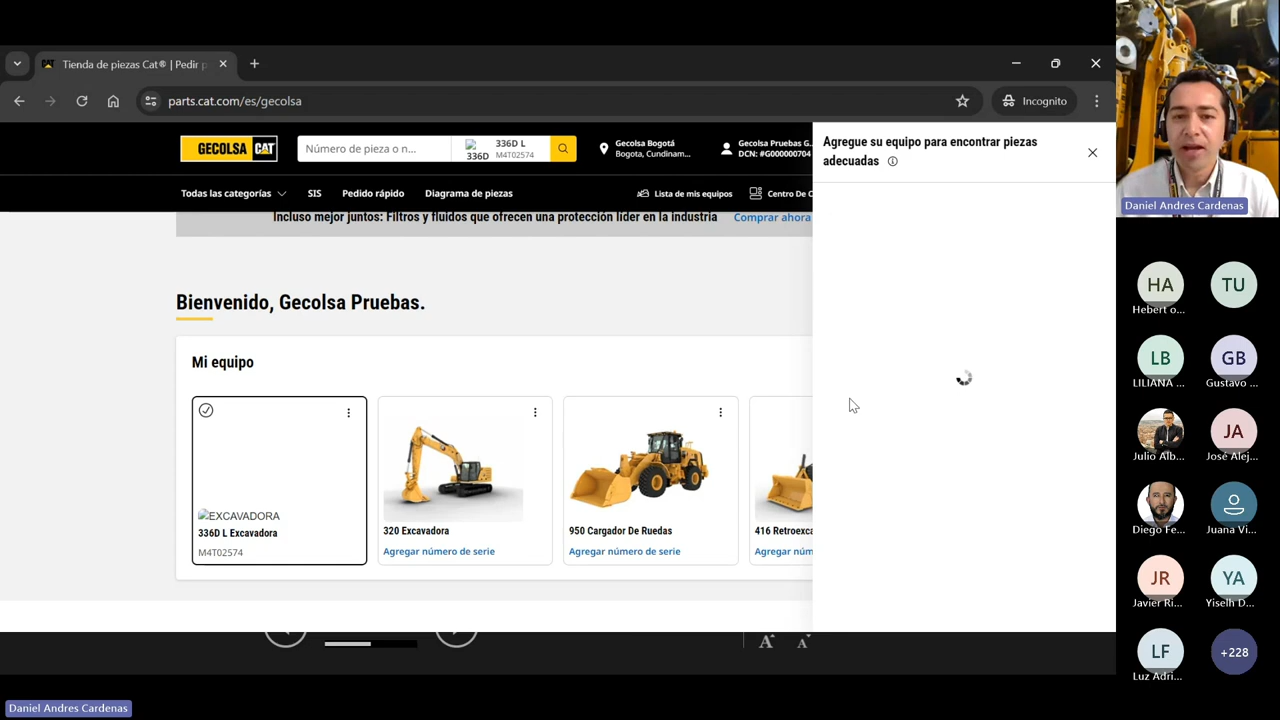 Tienda de piezas Cat® | Pedir p
parts.cat.com/es/gecolsa
Incógnito
GECOLSA CAT
Número de pieza o n...
336D
336D L
M4T02574
Gecolsa Bogotá
Bogota, Cundinam...
Gecolsa Pruebas G...
DCN: #G000000704
Todas las categorías
SIS
Pedido rápido
Diagrama de piezas
Lista de mis equipos
Centro De C
Incluso mejor juntos: Filtros y fluidos que ofrecen una protección líder en la industria
Comprar ahora
Bienvenido, Gecolsa Pruebas.
Mi equipo
EXCAVADORA
336D L Excavadora
M4T02574
320 Excavadora
Agregar número de serie
950 Cargador De Ruedas
Agregar número de serie
416 Retroexca
Agregar núm
Agregue su equipo para encontrar piezas
adecuadas
A A
Daniel Andres Cardenas
HA
Hebert o...
TU
LB
LILIANA ...
GB
Gustavo ...
Julio Alb...
JA
José Alej...
Diego Fe...
Juana Vi...
JR
Javier Ri...
YA
Yiselh D...
LF
Luz Adri...
+228
Daniel Andres Cardenas